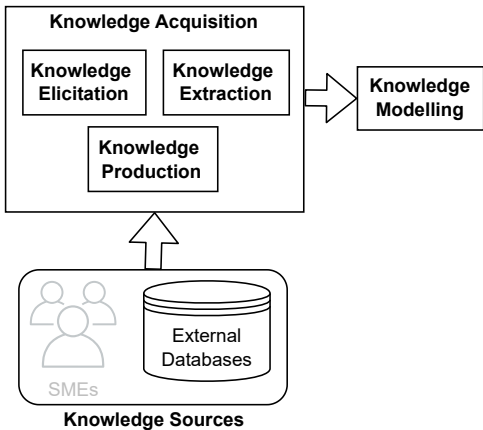 Knowledge Acquisition
Knowledge
Elicitation
Knowledge
Extraction
Knowledge
Production
Knowledge
Modelling
External
Databases
SMEs
Knowledge Sources